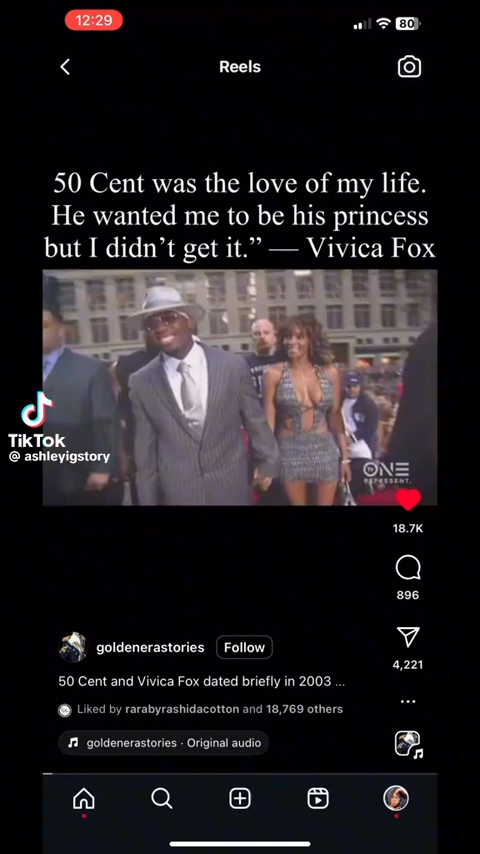 12:29
80
Reels
50 Cent was the love of my life.
He wanted me to be his princess
but I didn’t get it.” — Vivica Fox
TikTok
@ ashleyigstory
ONE
REPRESENT.
18.7K
896
4,221
goldenerastories
Follow
50 Cent and Vivica Fox dated briefly in 2003 ...
Liked by rarabyrashidacotton and 18,769 others
goldenerastories · Original audio